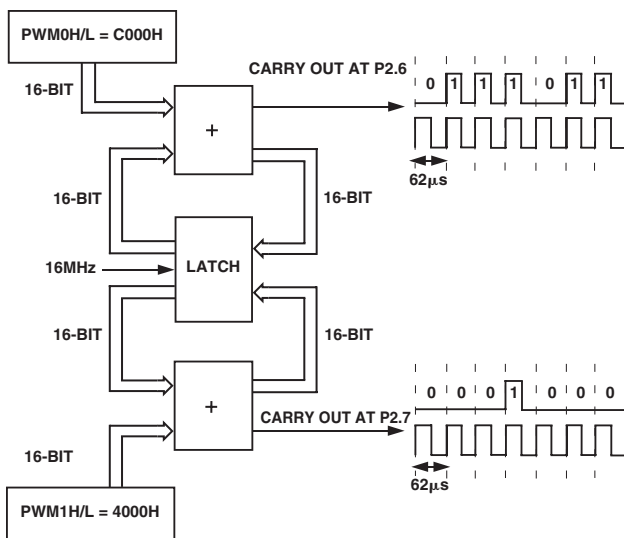 PWM0H/L = C000H
16-BIT
CARRY OUT AT P2.6
0 1 1 1 0 1 1
+
62µs
16-BIT
16-BIT
16MHz
LATCH
16-BIT
16-BIT
0 0 0 1 0 0 0
+
CARRY OUT AT P2.7
16-BIT
62µs
PWM1H/L = 4000H